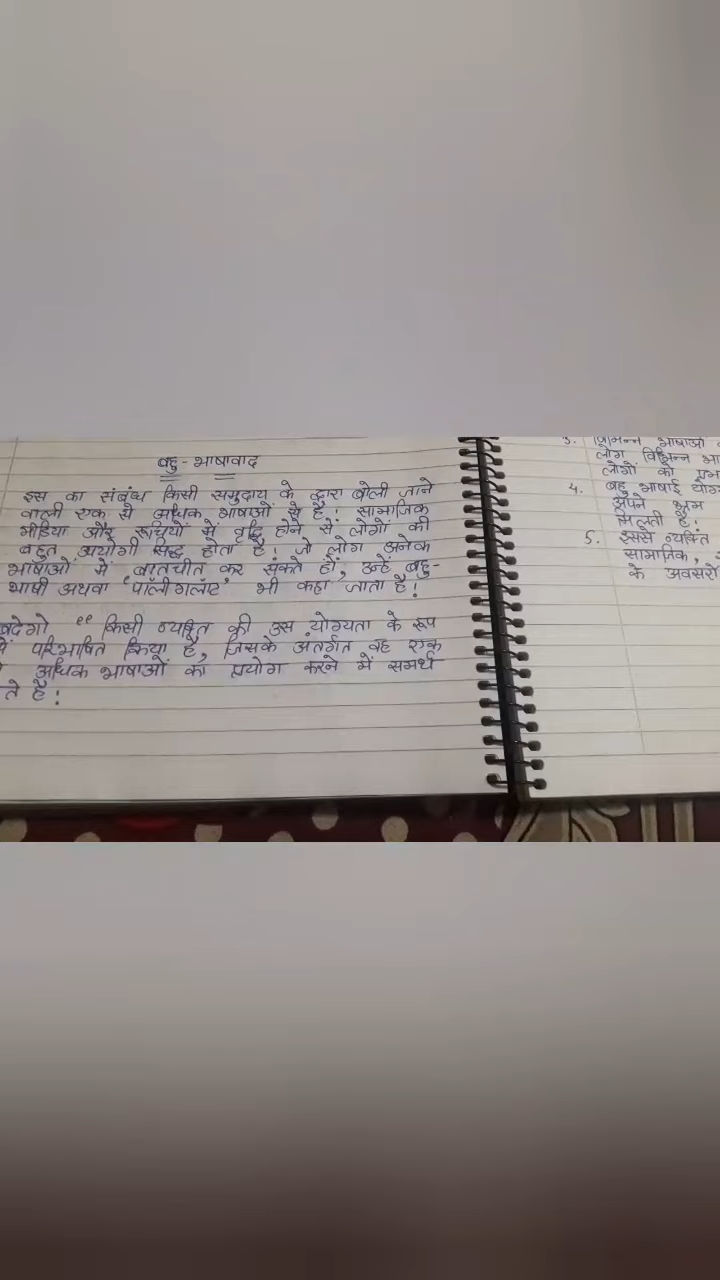 बहु-भाषावाद
इस का संबंध किसी समुदाय के द्वारा बोली जाने
वाली एक से अधिक भाषाओं से है! सामाजिक
मीडिया और रूचियों में वृद्धि होने से लोगों की
बहुत उपयोगी सिद्ध होता है! जो लोग अनेक
भाषाओं में बातचीत कर सकते हों, उन्हें बहु-
भाषी अथवा 'पॉलीगलॅट' भी कहा जाता है!
“किसी व्यक्ति की उस योग्यता के रूप
परिभाषित किया है, जिसके अंतर्गत वह एक
अधिक भाषाओं का प्रयोग करने में समर्थ
ते है!
3. विभिन्न भाषाओं
लोग विभिन्न
लोगो को
4. बहु भाषाई
अपने
मिलती है!
5. इससे व्यक्ति
सामाजिक,
के अवसरो